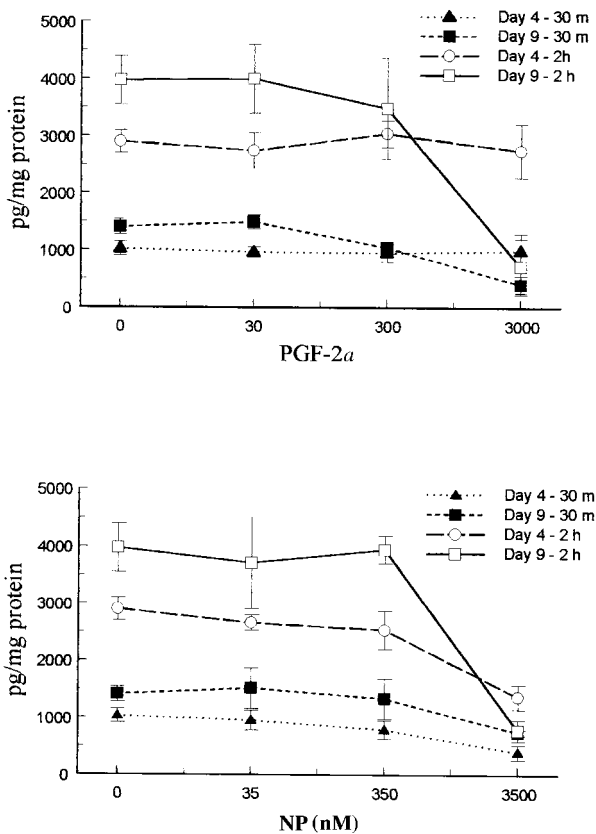 5000
4000
3000
2000
1000
0
pg/mg protein
Day 4 - 30 m
Day 9 - 30 m
Day 4 - 2h
Day 9 - 2 h
0 30 300 3000
PGF-2a
5000
4000
3000
2000
1000
0
pg/mg protein
Day 4 - 30 m
Day 9 - 30 m
Day 4 - 2 h
Day 9 - 2 h
0 35 350 3500
NP (nM)